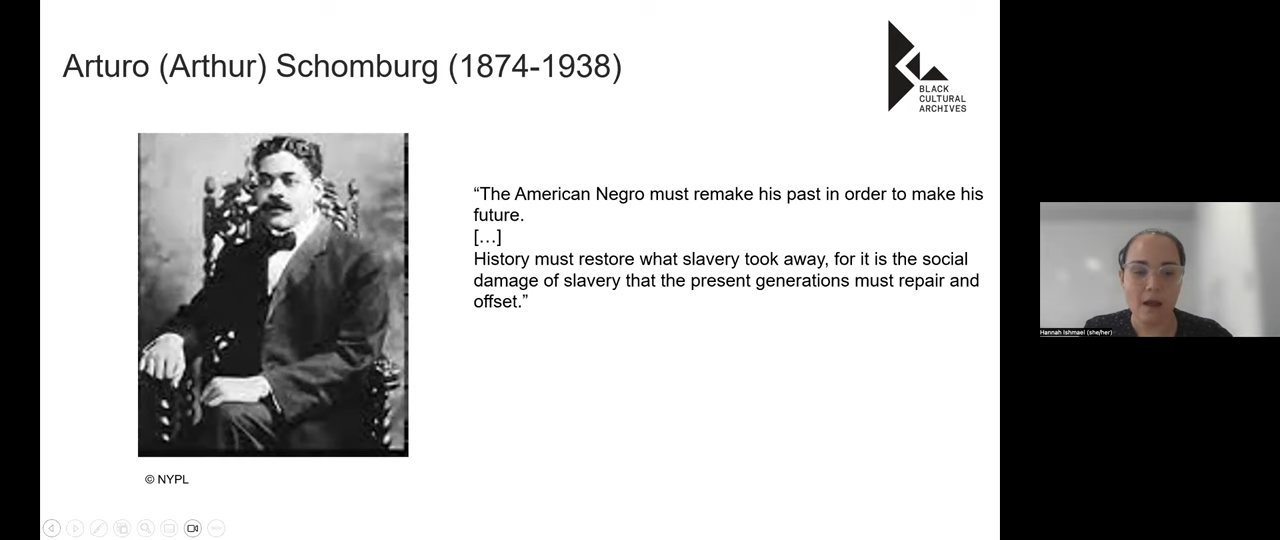 Arturo (Arthur) Schomburg (1874-1938)
BLACK
CULTURAL
ARCHIVES
“The American Negro must remake his past in order to make his
future.
[…]
History must restore what slavery took away, for it is the social
damage of slavery that the present generations must repair and
offset.”
© NYPL
Hannah Ishmael (she/her)